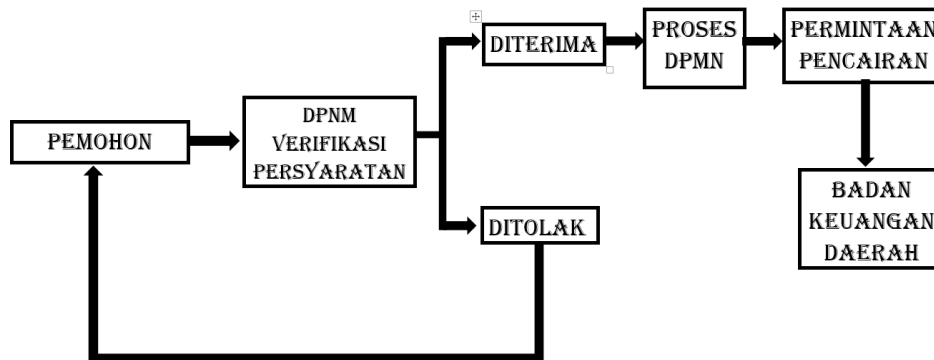 PEMOHON
DPNM
VERIFIKASI
PERSYARATAN
DITERIMA
PROSES
DPMN
PERMINTAAN
PENCAIRAN
BADAN
KEUANGAN
DAERAH
DITOLAK